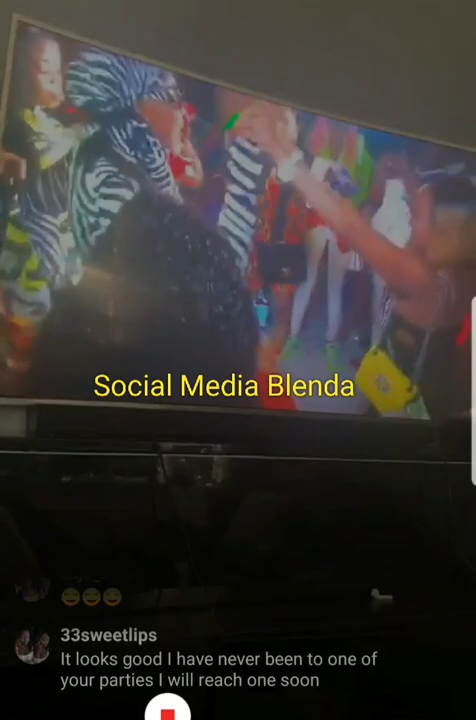 Social Media Blenda
😂😂😂
33sweetlips
It looks good I have never been to one of
your parties I will reach one soon